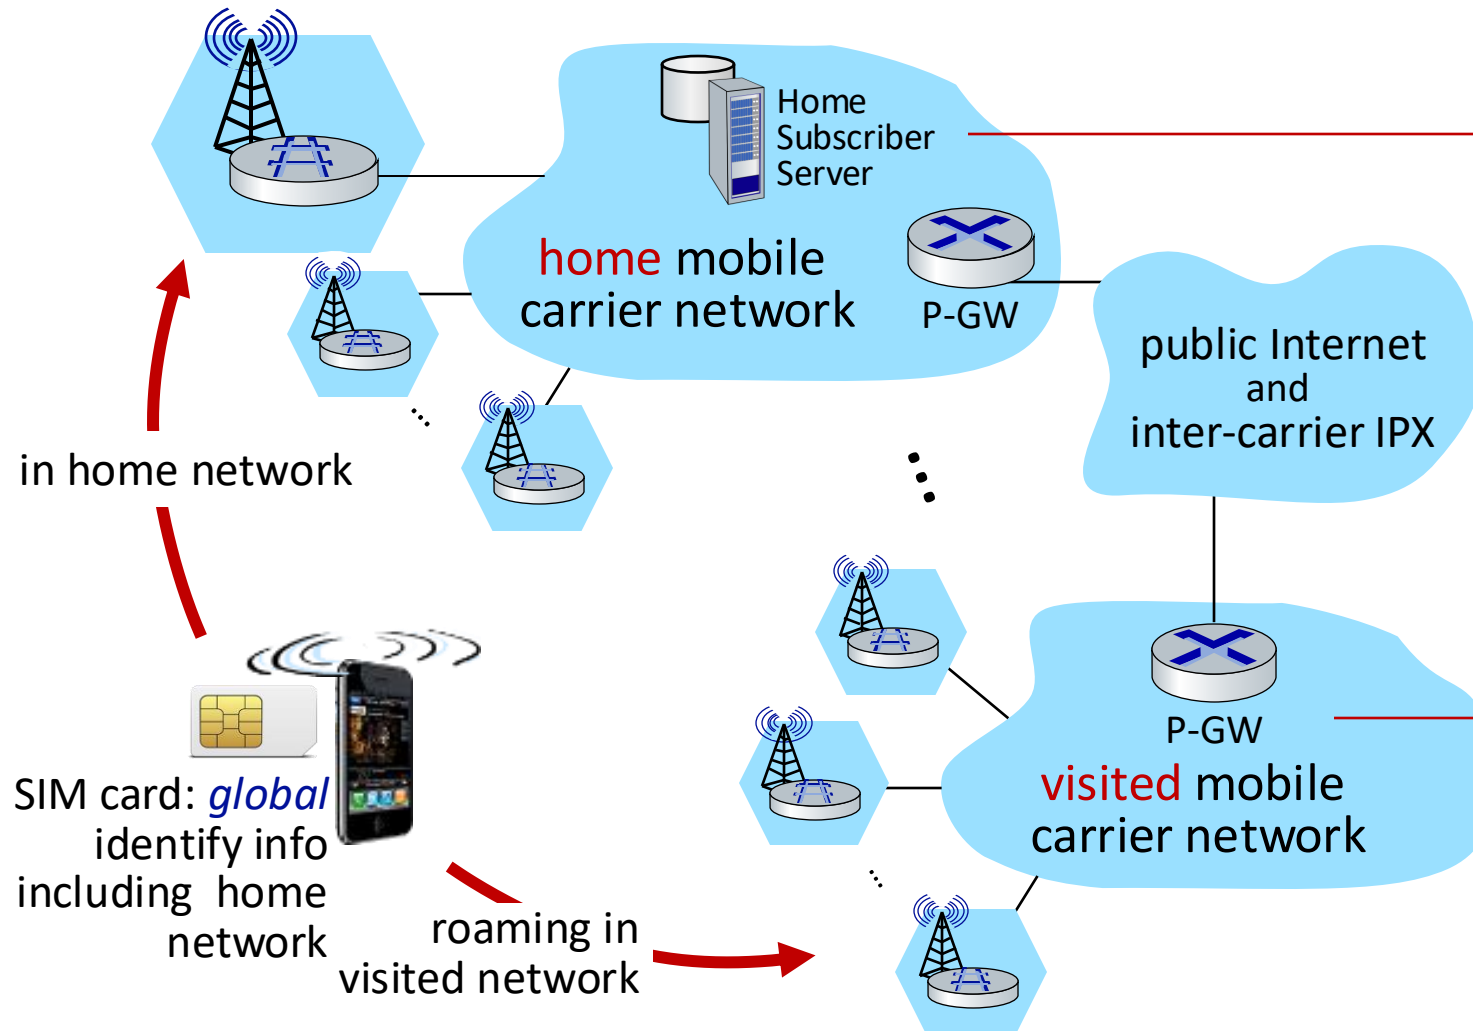 Home
Subscriber
Server
home mobile
carrier network
P-GW
public Internet
and
inter-carrier IPX
in home network
...
...
P-GW
visited mobile
carrier network
SIM card: global
identify info
including home
network
...
roaming in
visited network